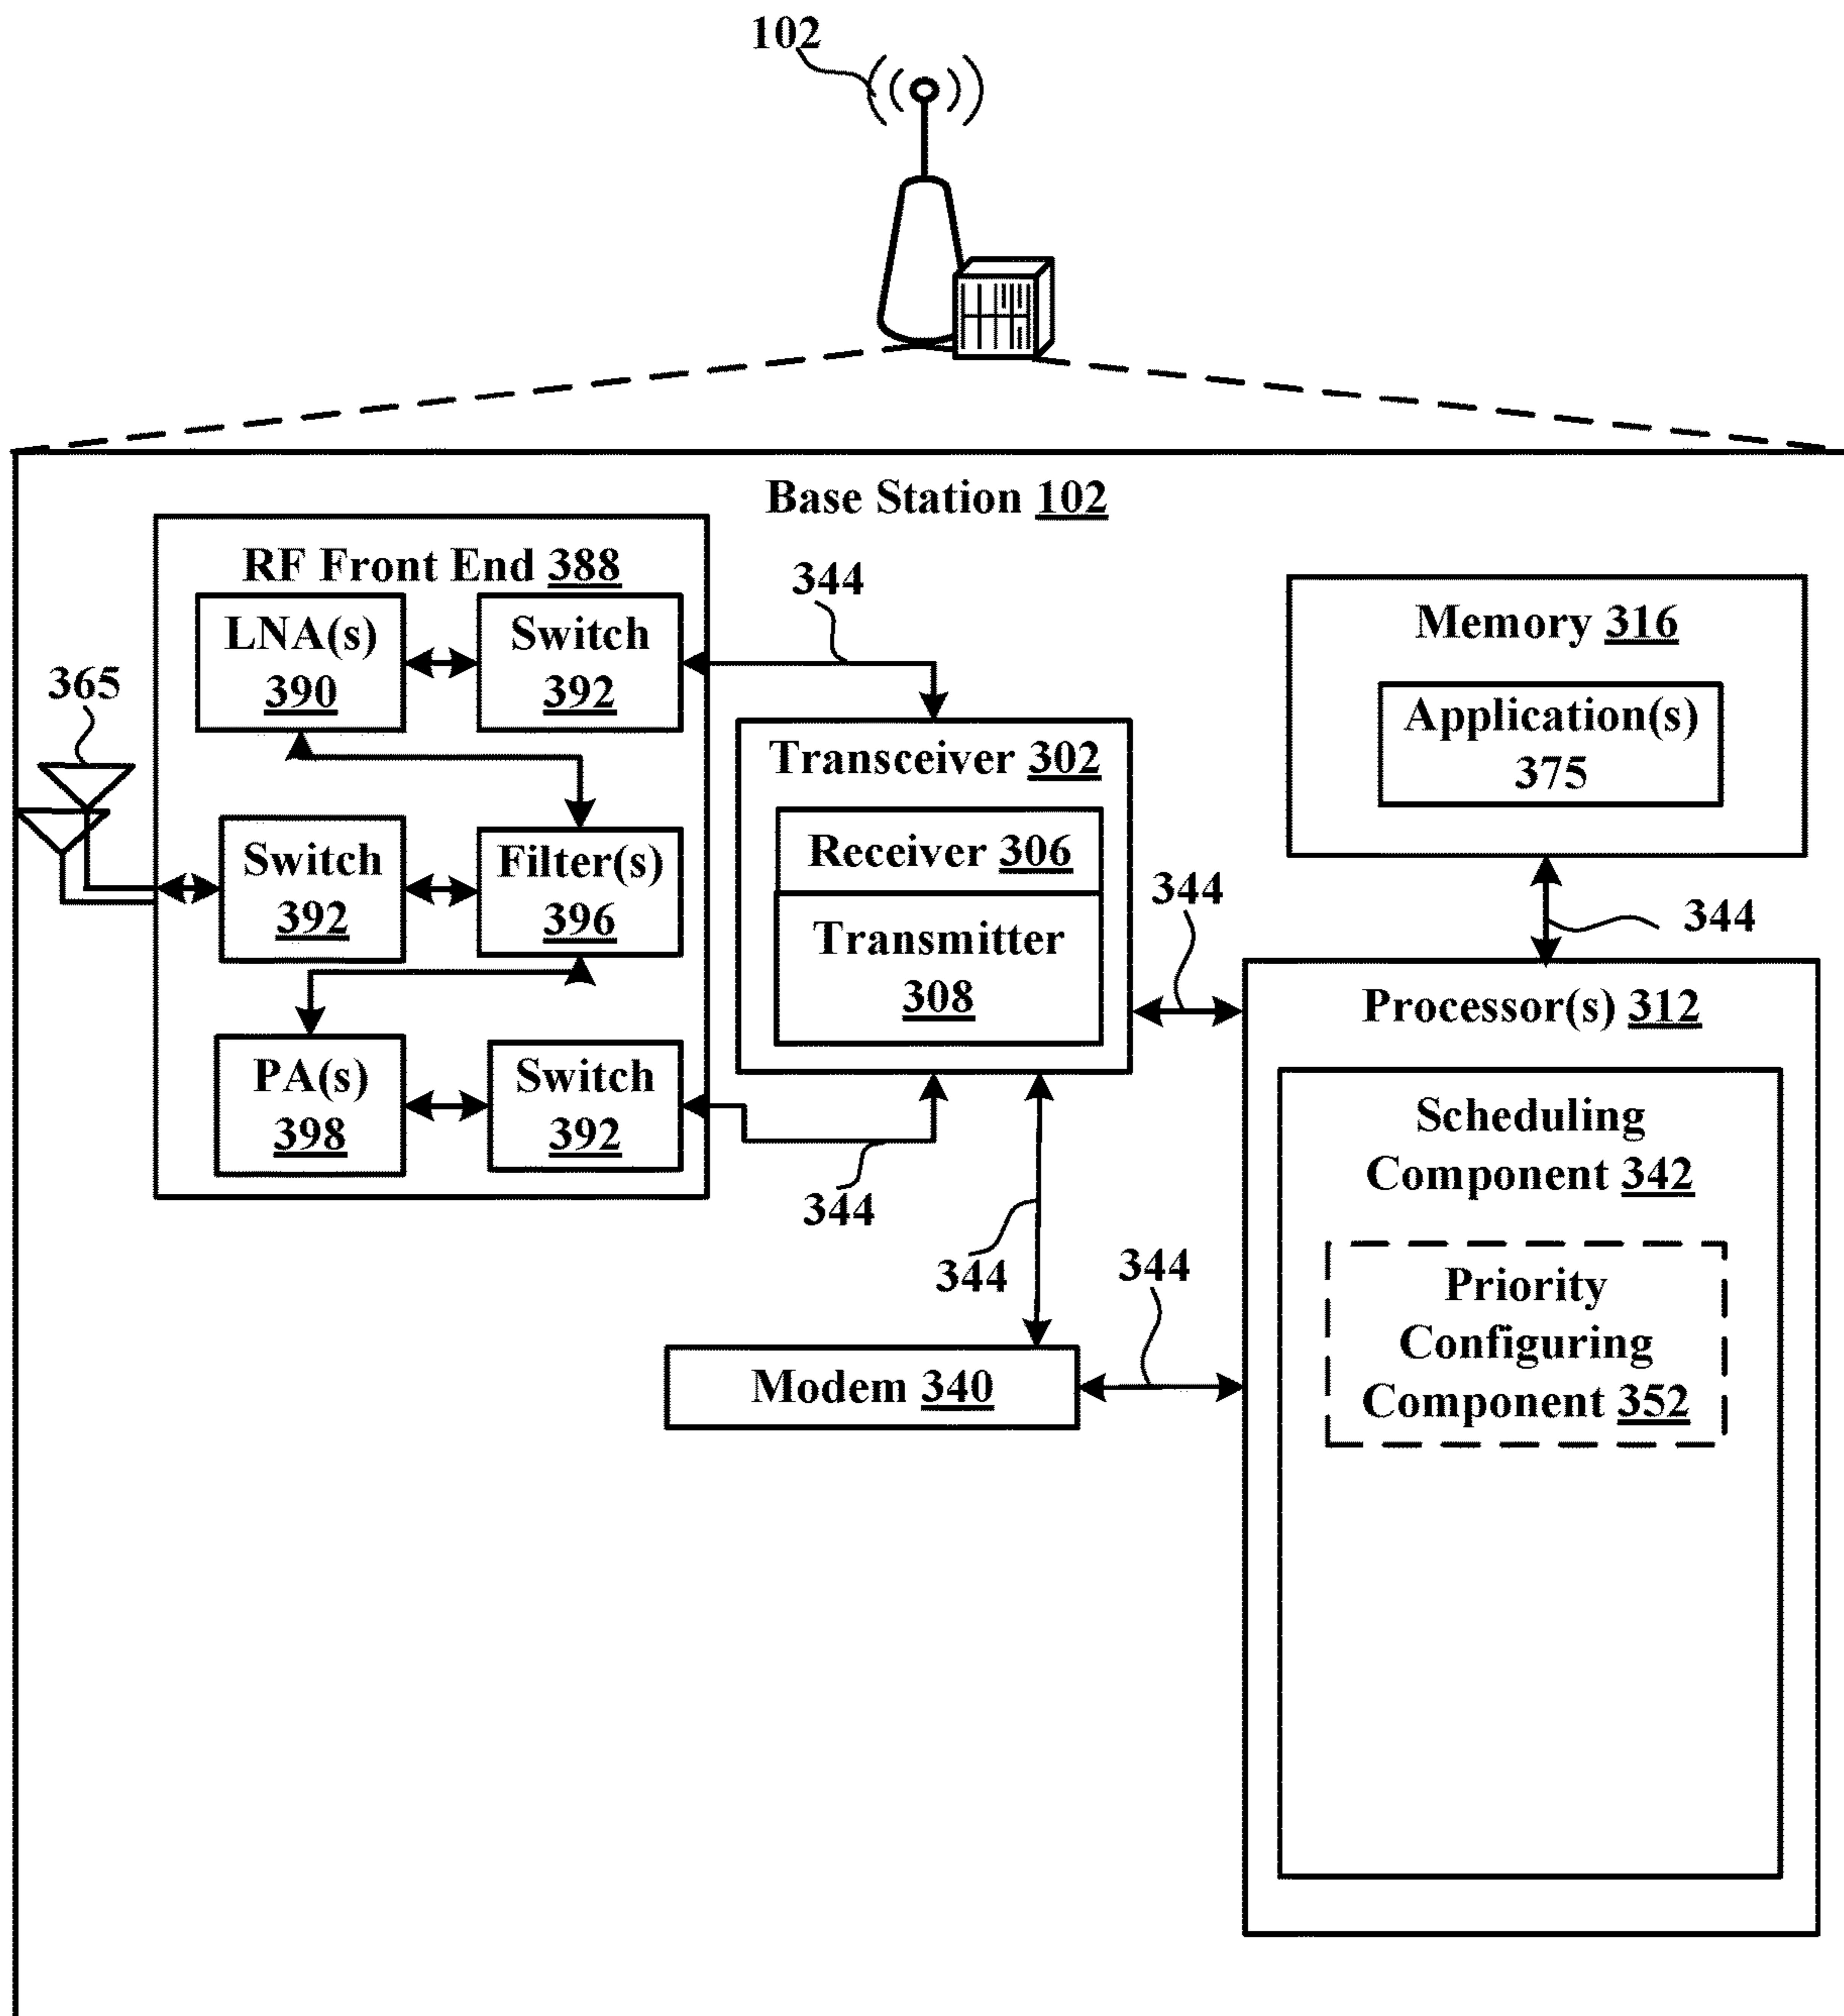 102
Base Station 102
RF Front End 388
LNA(s)
390
Switch
392
344
Memory 316
Application(s)
375
365
Transceiver 302
Receiver 306
Transmitter
308
Switch
392
Filter(s)
396
344
344
PA(s)
398
Switch
392
344
344
344
Processor(s) 312
Scheduling
Component 342
Priority
Configuring
Component 352
Modem 340